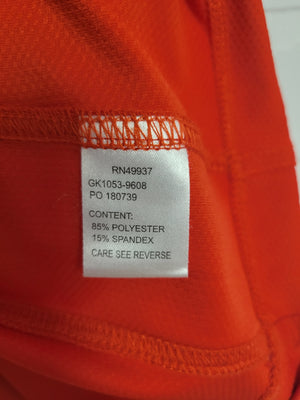 RN49937
GK1053-9608
PO 180739
CONTENT:
85% POLYESTER
15% SPANDEX
CARE SEE REVERSE